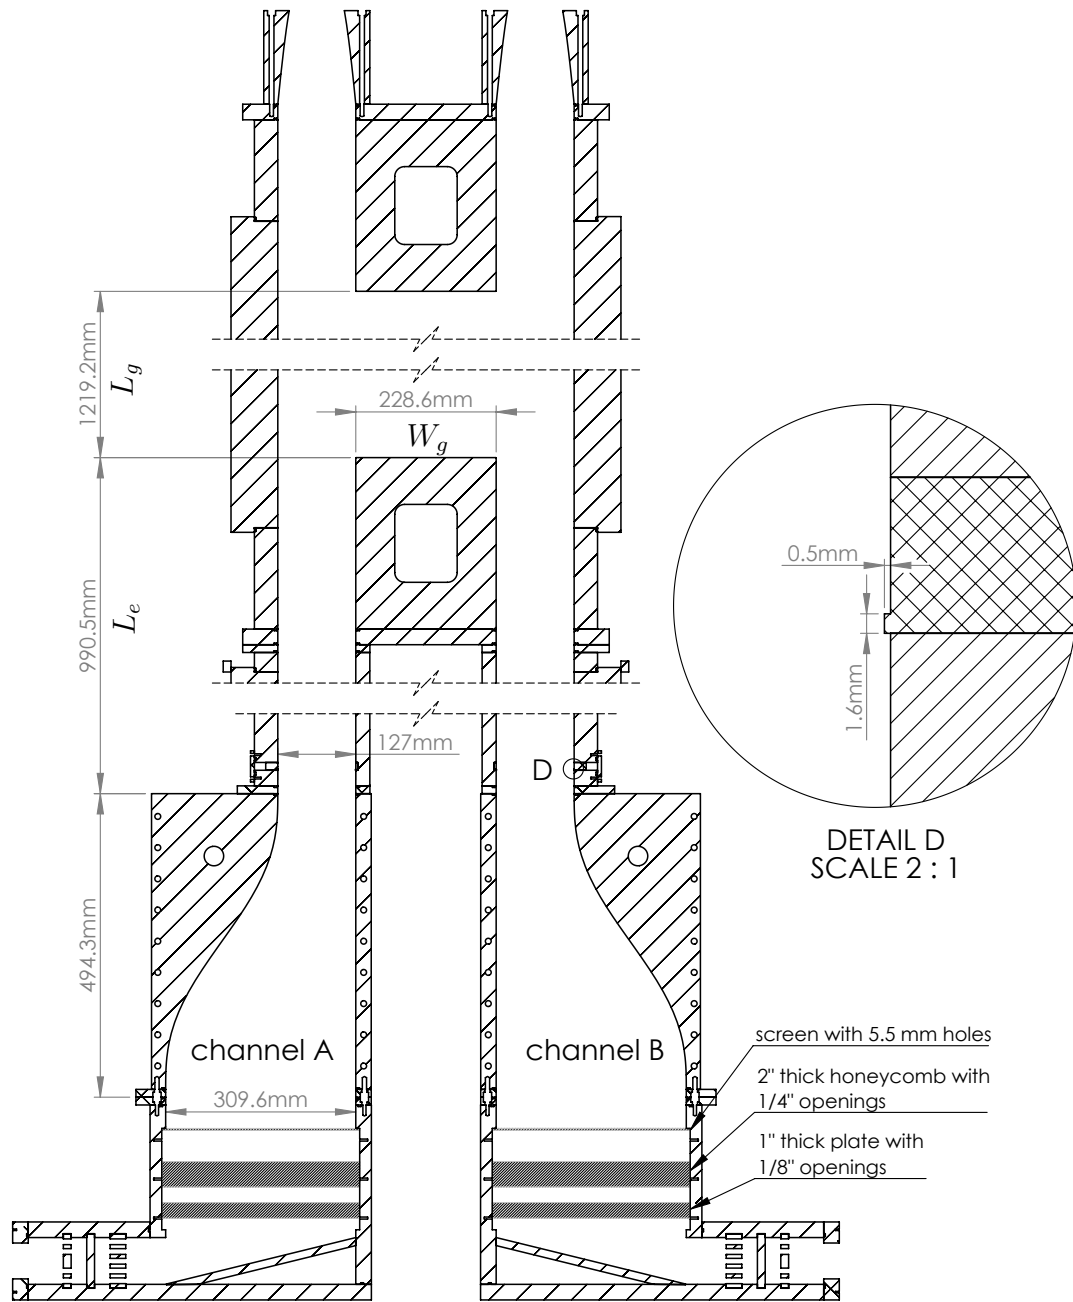 1219.2mm
L_g
228.6mm
W_g
990.5mm
L_e
0.5mm
1.6mm
127mm
D
DETAIL D
SCALE 2 : 1
494.3mm
channel A
channel B
screen with 5.5 mm holes
2" thick honeycomb with
1/4" openings
309.6mm
1" thick plate with
1/8" openings